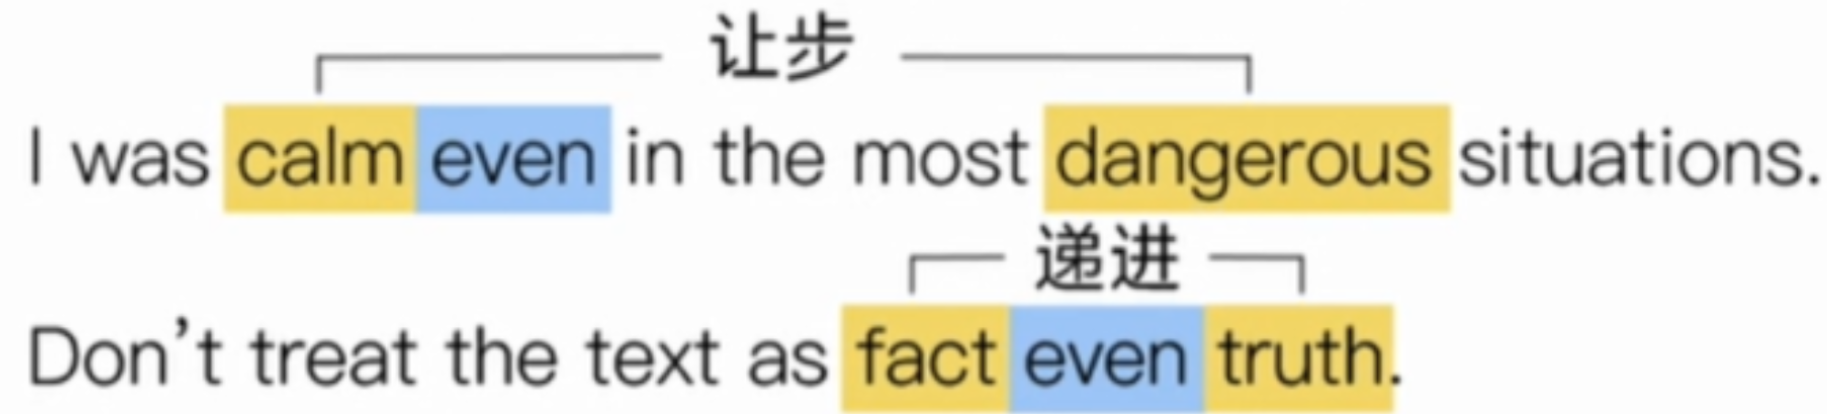 让步
I was calm even in the most dangerous situations.
递进
Don't treat the text as fact even truth.